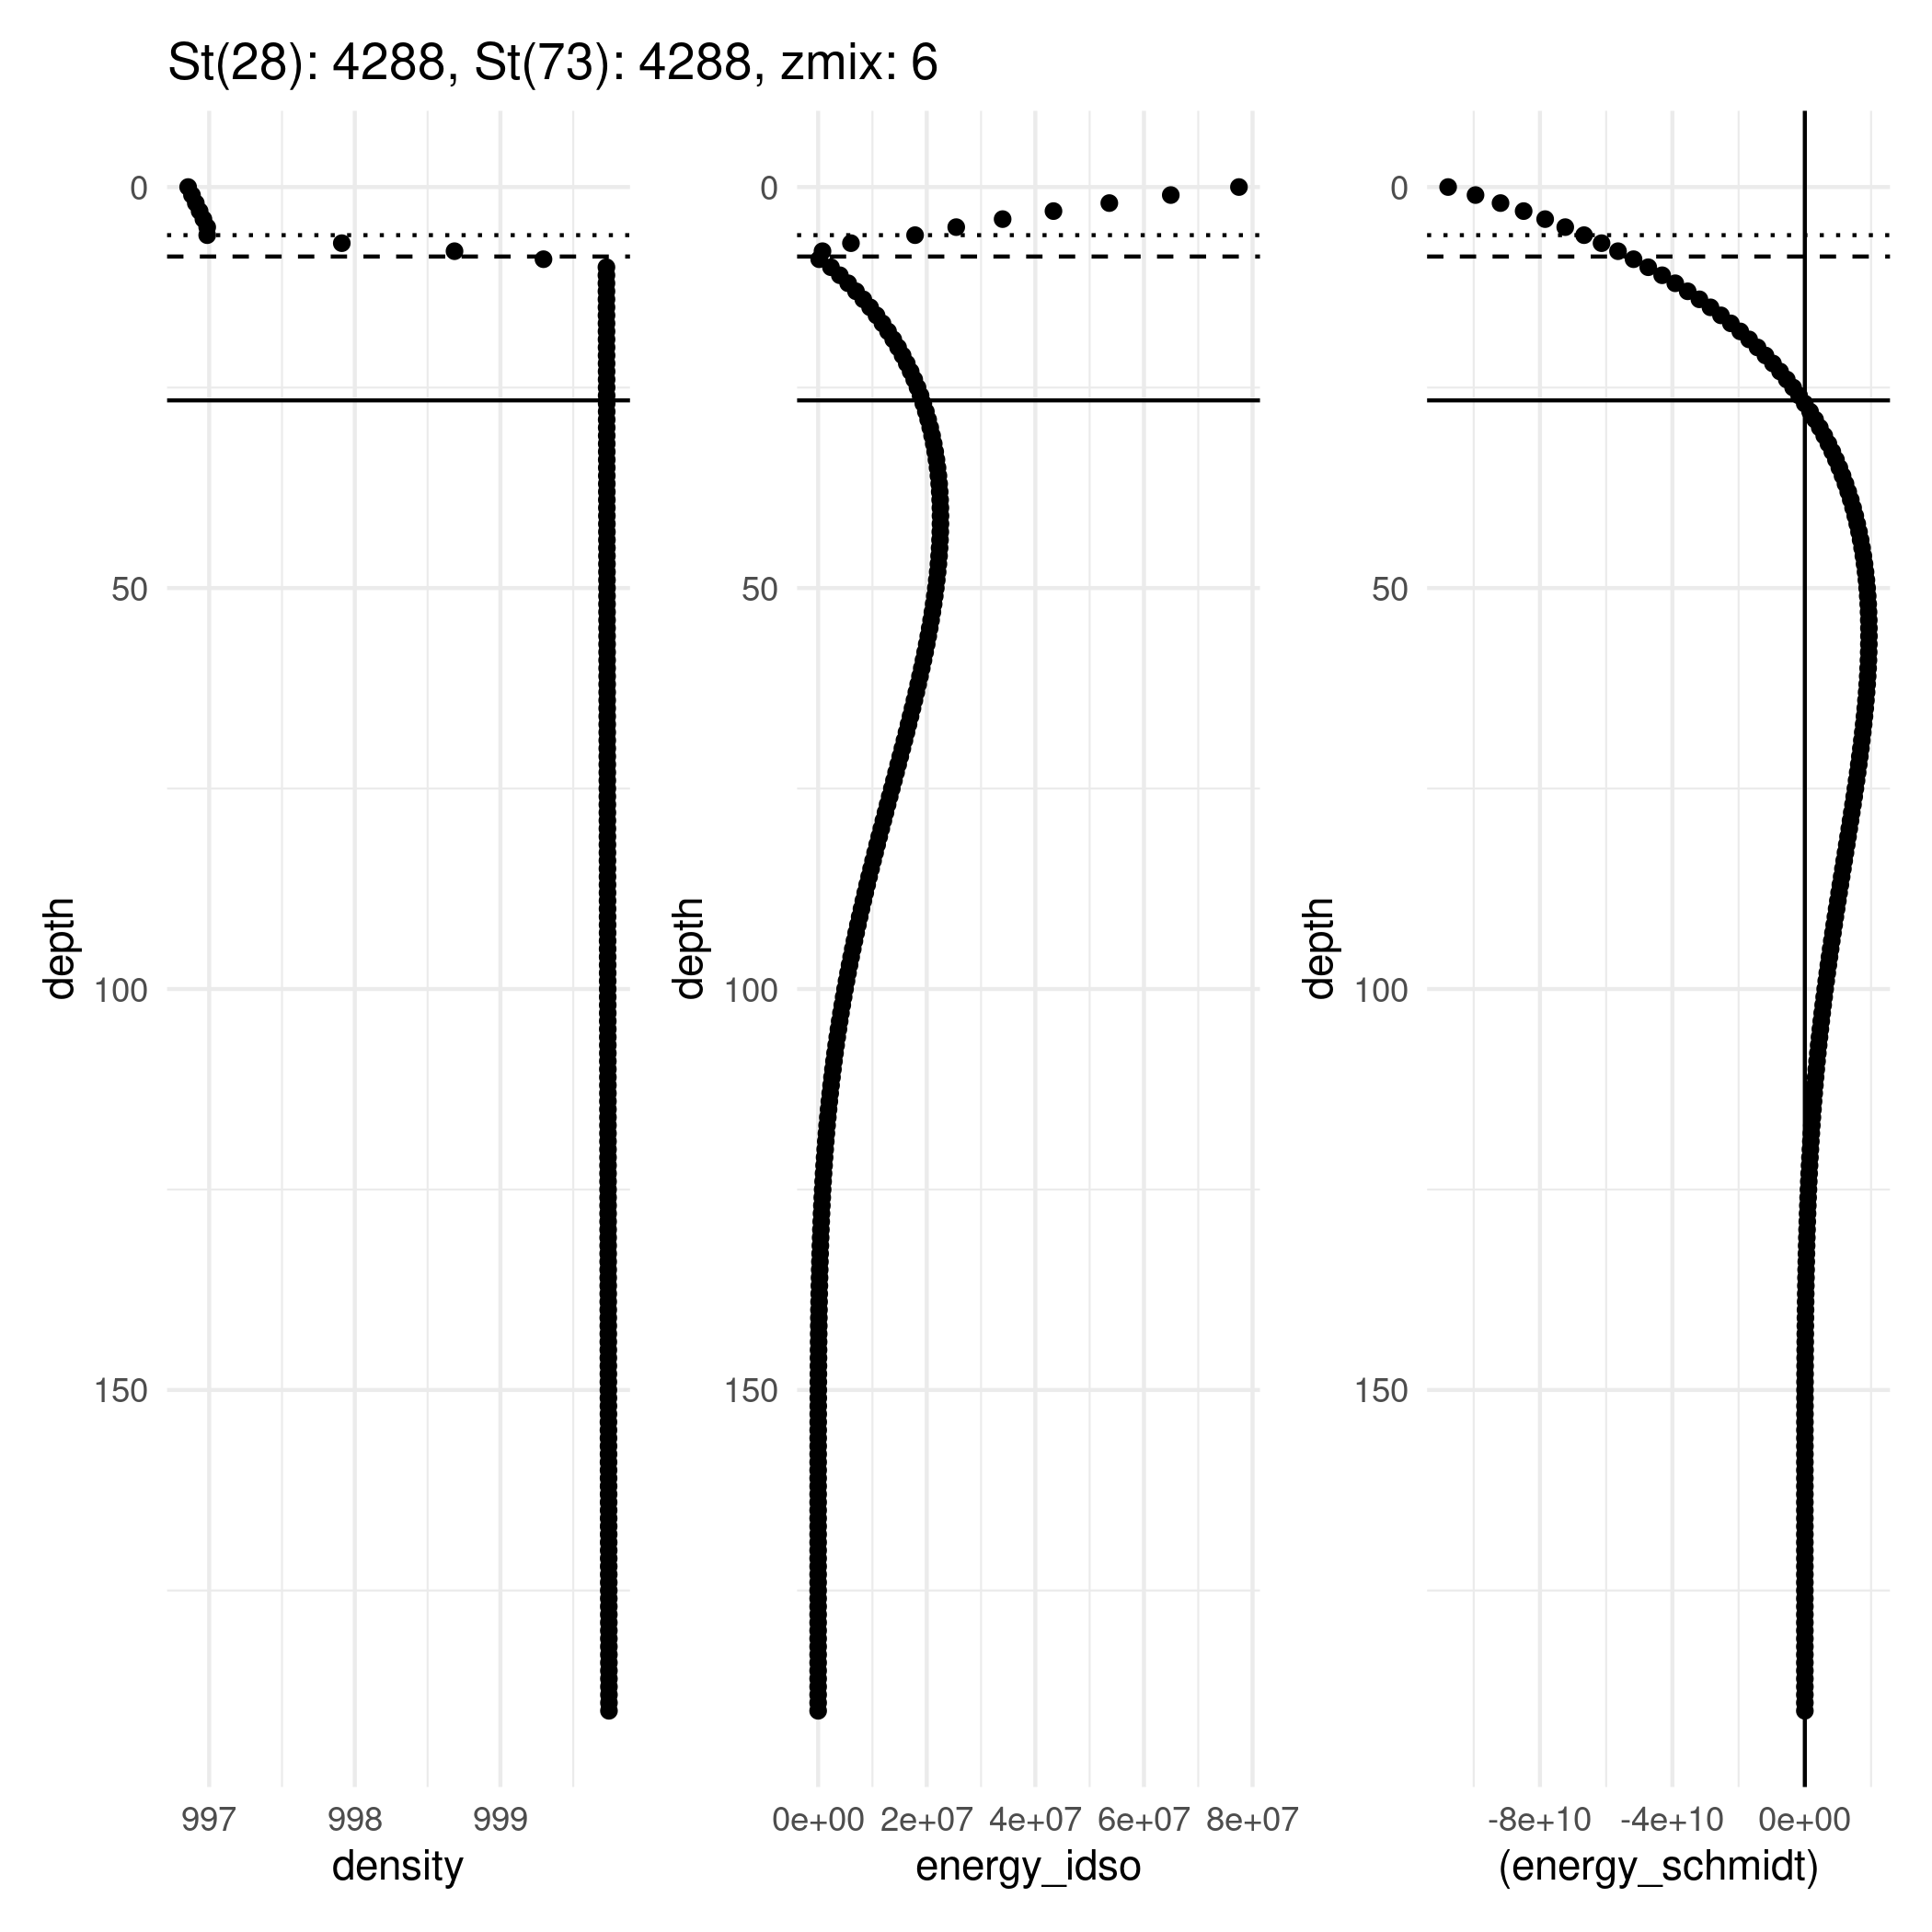 St(28): 4288, St(73): 4288, zmix: 6
0
50
100
150
depth
997 998 999
density
0
50
100
150
depth
0e+00 2e+07 4e+07 6e+07 8e+07
energy_idso
0
50
100
150
depth
-8e+10 -4e+10 0e+00
(energy_schmidt)